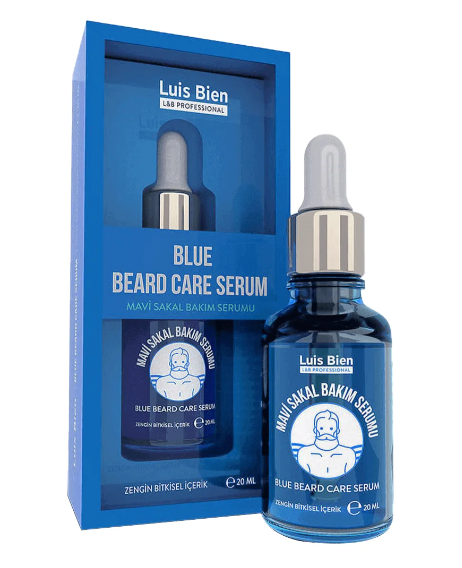 Luis Bien
L&B PROFESSIONAL
BLUE
BEARD CARE SERUM
MAVİ SAKAL BAKIM SERUMU
MAVİ SAKAL BAKIM SERUMU
BLUE BEARD CARE SERUM
ZENGİN BİTKİSEL İÇERİK ℮ 20 ML
ZENGİN BİTKİSEL İÇERİK ℮ 20 ML
Luis Bien
BLUE BEARD CARE SERUM
Luis Bien
L&B PROFESSIONAL
MAVİ SAKAL BAKIM SERUMU
BLUE BEARD CARE SERUM
ZENGİN BİTKİSEL İÇERİK ℮ 20 ML